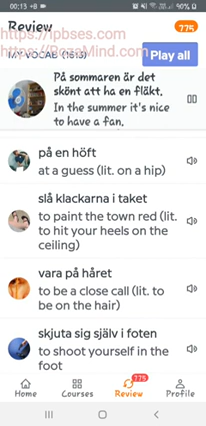 00:13 +B
90%
Review
775
https://ipbses.com
https://RozaMind.com
MY VOCAB (1613)
Play all
På sommaren är det
skönt att ha en fläkt.
In the summer it's nice
to have a fan.
på en höft
at a guess (lit. on a hip)
slå klackarna i taket
to paint the town red (lit.
to hit your heels on the
ceiling)
vara på håret
to be a close call (lit. to
be on the hair)
skjuta sig själv i foten
to shoot yourself in the
foot
775
Home
Courses
Review
Profile